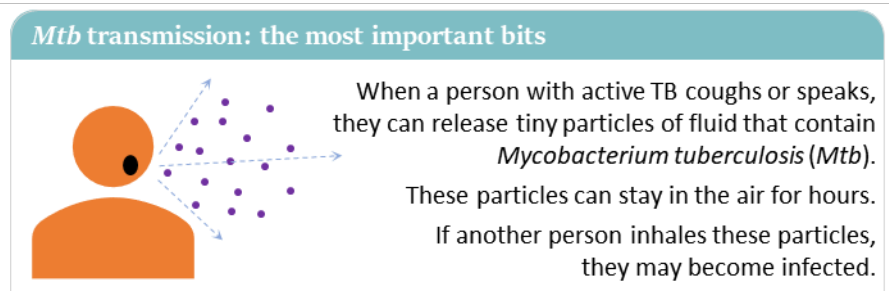 Mtb transmission: the most important bits
When a person with active TB coughs or speaks,
they can release tiny particles of fluid that contain
Mycobacterium tuberculosis (Mtb).
These particles can stay in the air for hours.
If another person inhales these particles,
they may become infected.